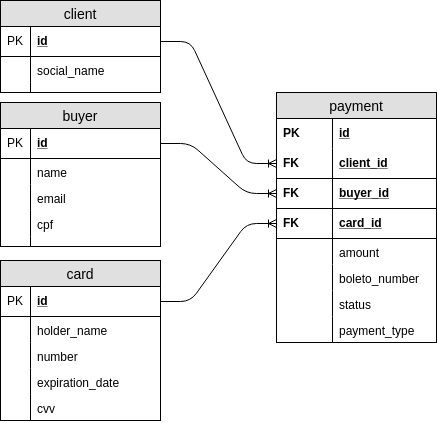 client
PK id
social_name
buyer
PK id
name
email
cpf
card
PK id
holder_name
number
expiration_date
cvv
payment
PK id
FK client_id
FK buyer_id
FK card_id
amount
boleto_number
status
payment_type